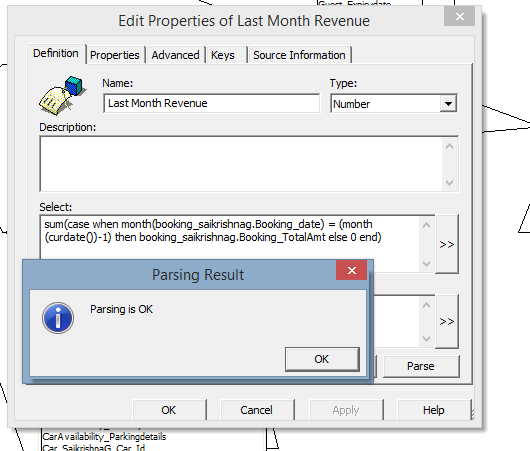 Guest_Expirydate
Edit Properties of Last Month Revenue
Definition Properties Advanced Keys Source Information
Name: Type:
Last Month Revenue Number
Description:
Select:
sum(case when month(booking_saikrishnag.Booking_date) = (month
(curdate())-1) then booking_saikrishnag.Booking_TotalAmt else 0 end)
>>
Parsing Result
Parsing is OK
>>
OK
Parse
OK Cancel Apply Help
CarAvailability_Parkingdetails
Car_SaikrishnaG_Car_Id